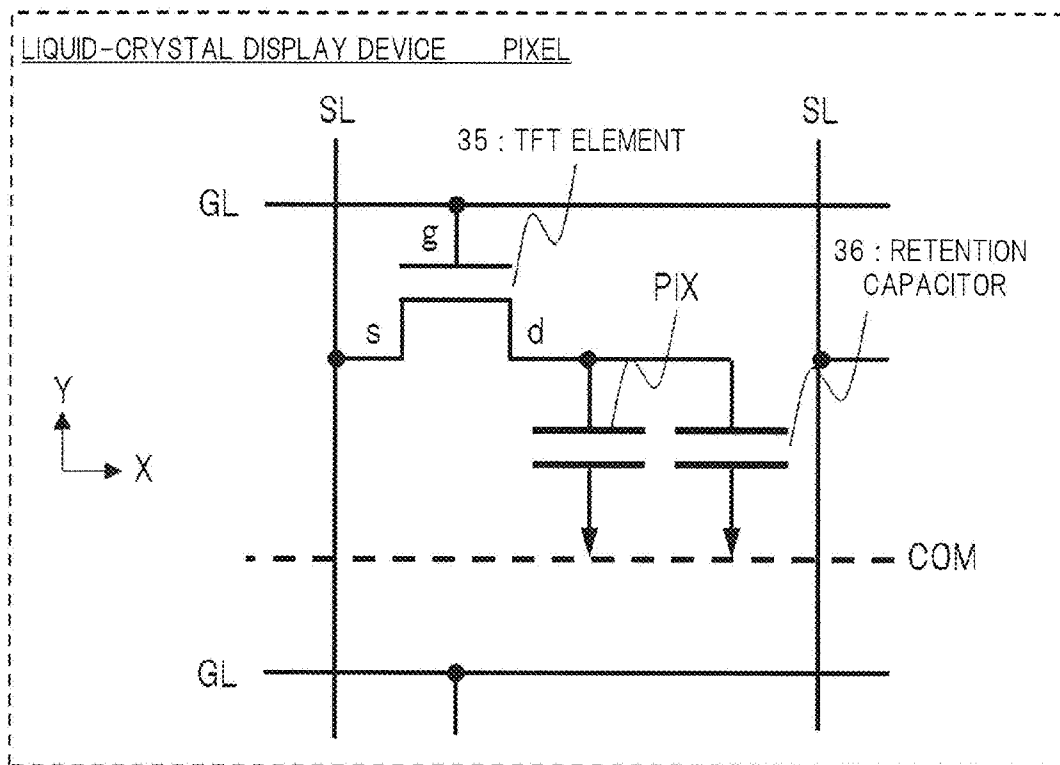 LIQUID-CRYSTAL DISPLAY DEVICE PIXEL
SL
SL
35 : TFT ELEMENT
GL
g
36 : RETENTION
CAPACITOR
PIX
s
d
Y
X
COM
GL